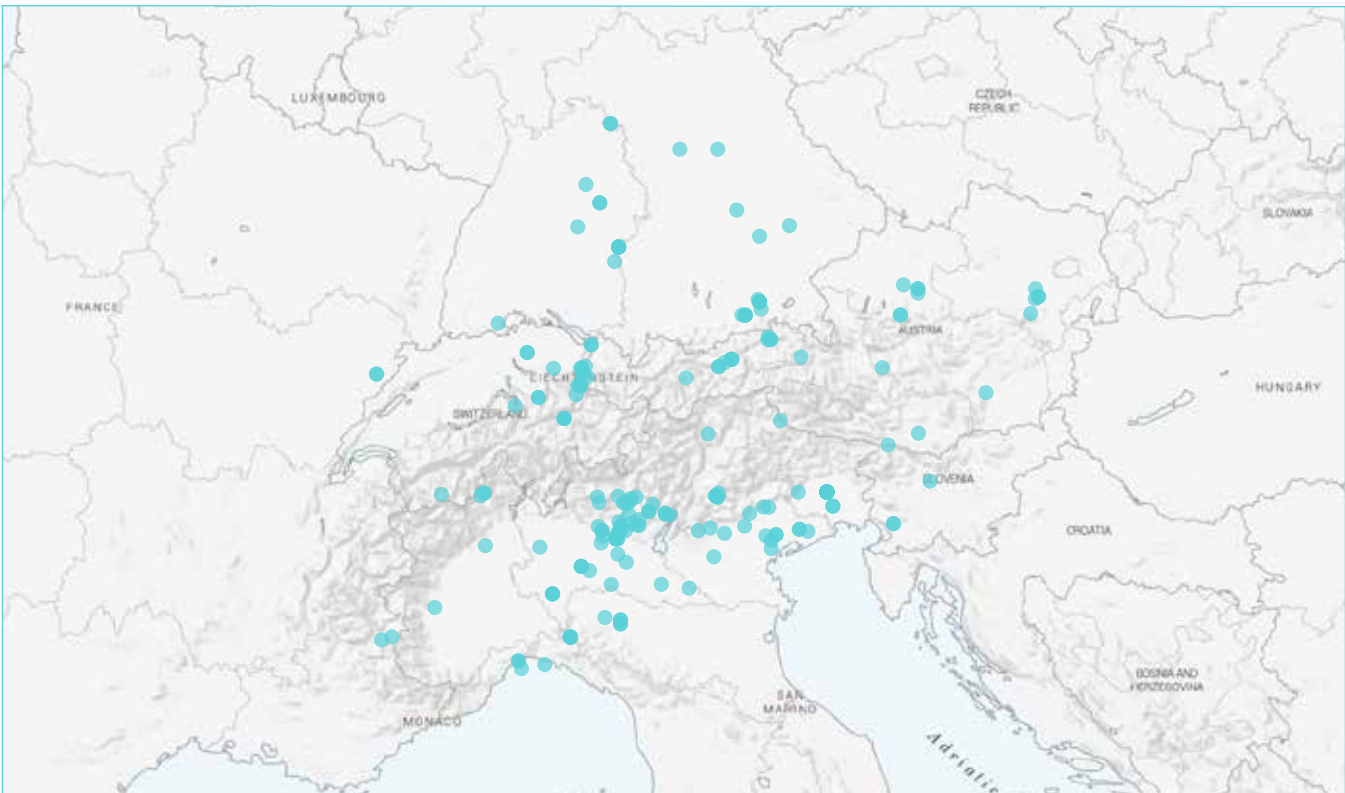 LUXEMBOURG
CZECH
REPUBLIC
SLOVAKIA
FRANCE
AUSTRIA
LIECHTENSTEIN
HUNGARY
SWITZERLAND
SLOVENIA
CROATIA
BOSNIA AND
HERZEGOVINA
SAN
MARINO
MONACO
Adriatic